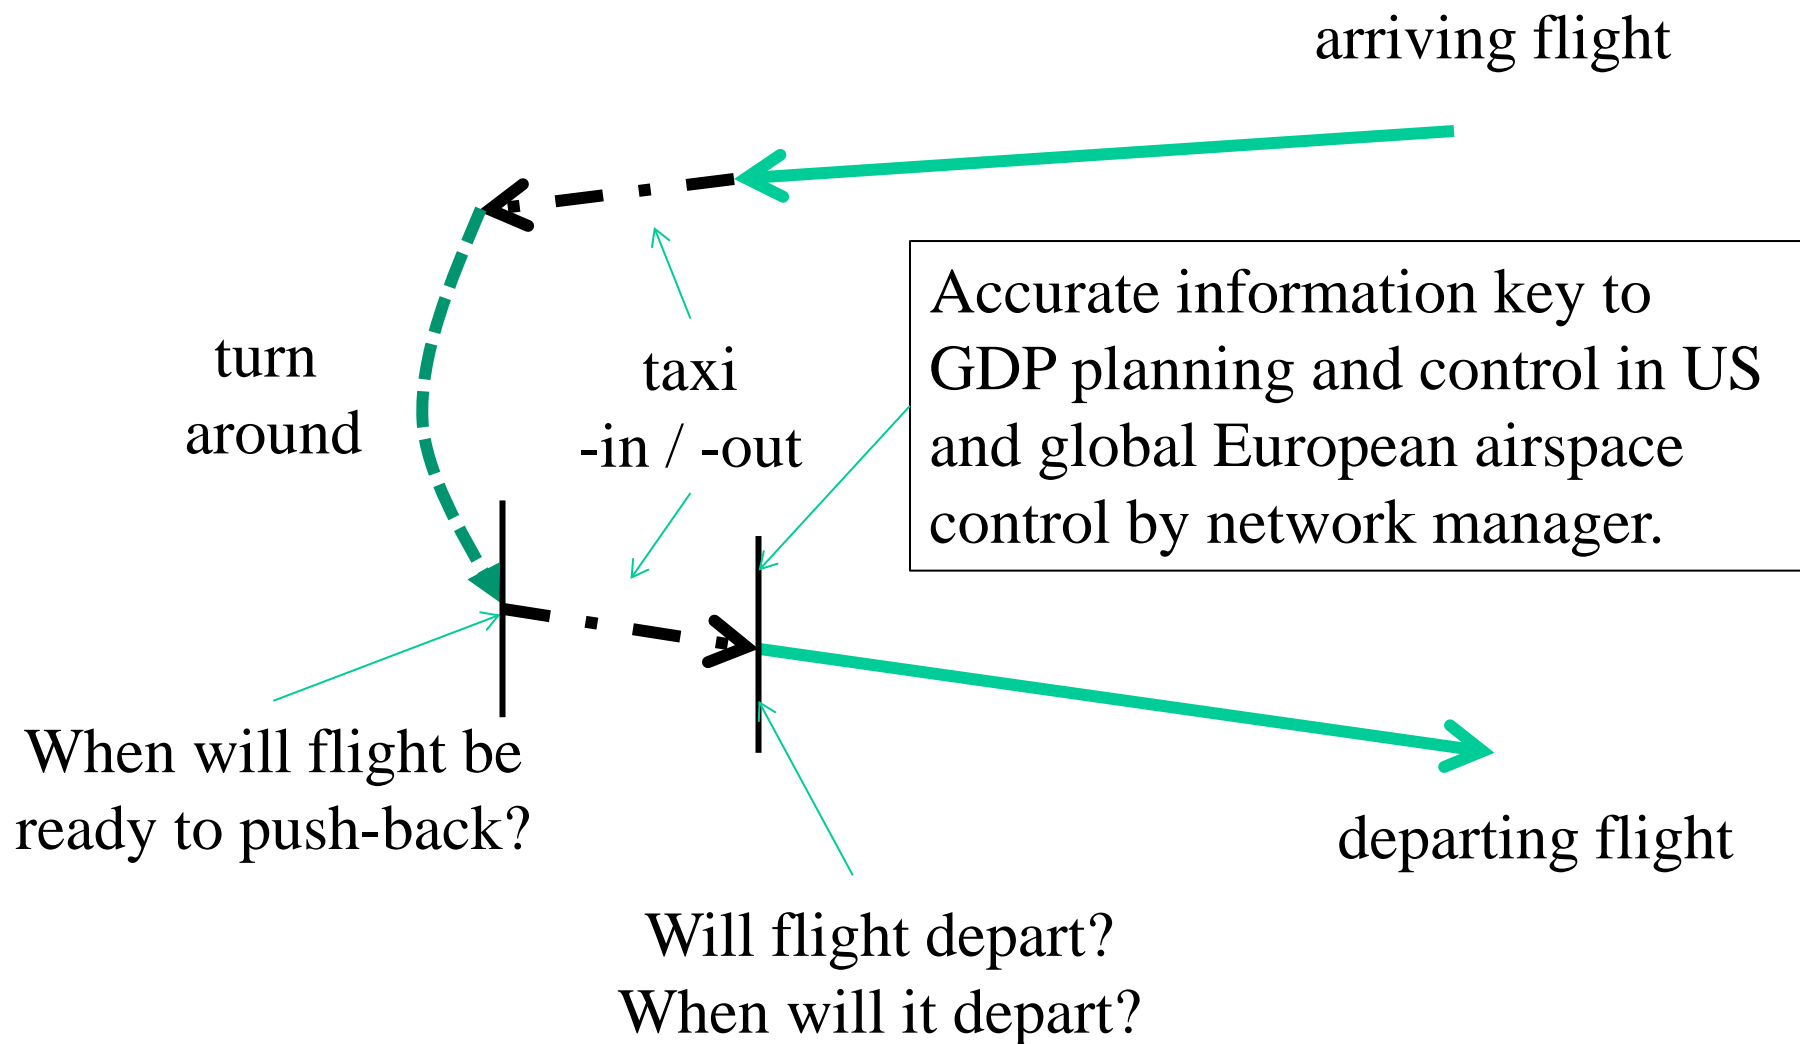 arriving flight
Accurate information key to
GDP planning and control in US
and global European airspace
control by network manager.
turn
around
taxi
-in / -out
When will flight be
ready to push-back?
departing flight
Will flight depart?
When will it depart?